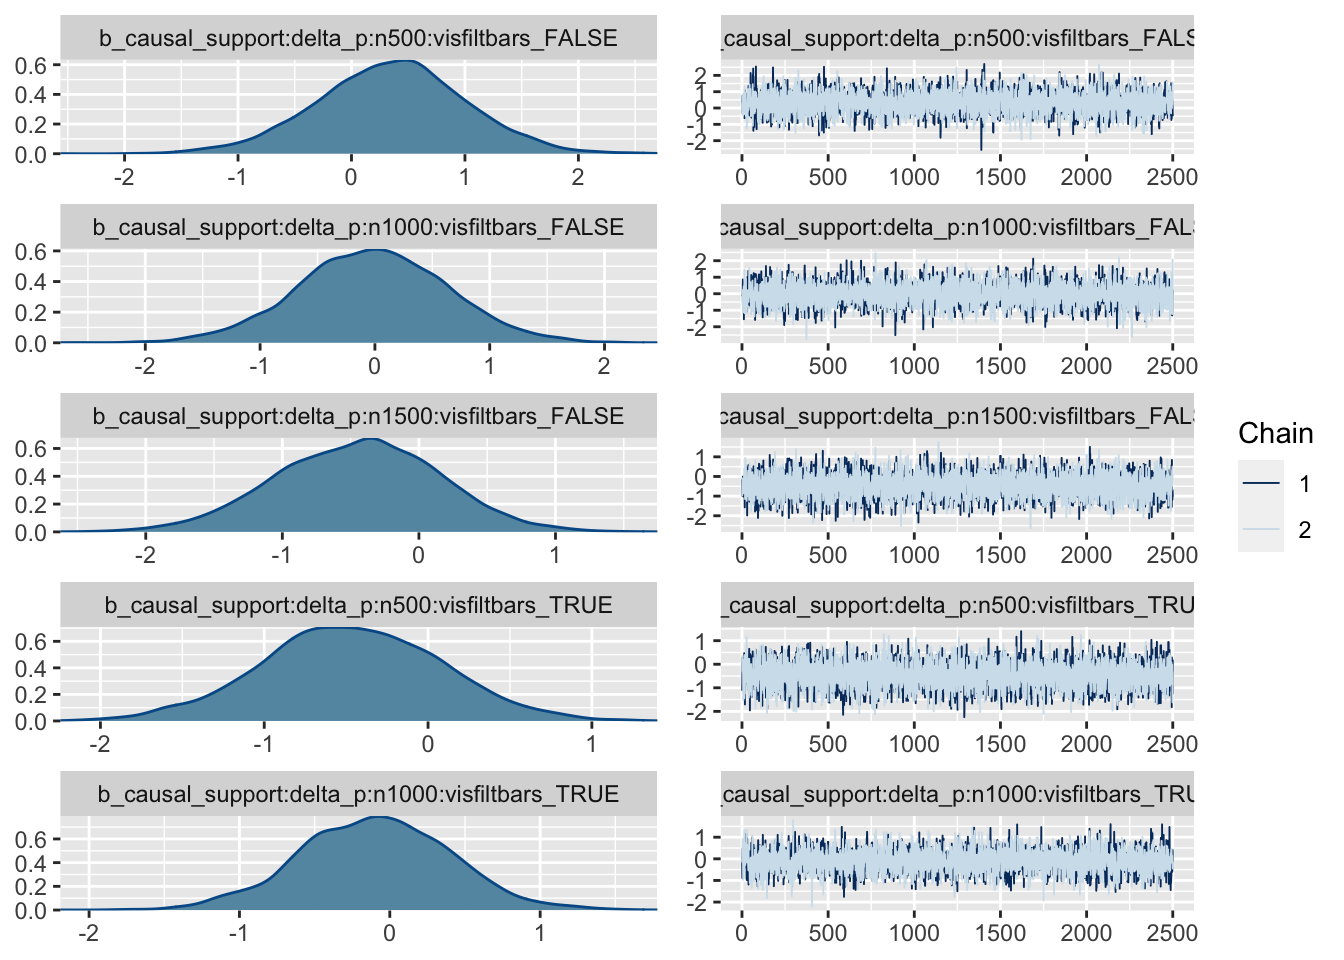 b_causal_support:delta_p:n500:visfiltbars_FALSE
0.6
0.4
0.2
0.0
-2 -1 0 1 2
_causal_support:delta_p:n500:visfiltbars_FALS
2
1
0
-1
-2
0 500 1000 1500 2000 2500
b_causal_support:delta_p:n1000:visfiltbars_FALSE
0.6
0.4
0.2
0.0
-2 -1 0 1 2
causal_support:delta_p:n1000:visfiltbars_FAL
2
1
0
-1
-2
0 500 1000 1500 2000 2500
b_causal_support:delta_p:n1500:visfiltbars_FALSE
0.6
0.4
0.2
0.0
-2 -1 0 1
causal_support:delta_p:n1500:visfiltbars_FAL
1
0
-1
-2
0 500 1000 1500 2000 2500
b_causal_support:delta_p:n500:visfiltbars_TRUE
0.6
0.4
0.2
0.0
-2 -1 0 1
_causal_support:delta_p:n500:visfiltbars_TRU
1
0
-1
-2
0 500 1000 1500 2000 2500
b_causal_support:delta_p:n1000:visfiltbars_TRUE
0.6
0.4
0.2
0.0
-2 -1 0 1
_causal_support:delta_p:n1000:visfiltbars_TRU
1
0
-1
-2
0 500 1000 1500 2000 2500
Chain
1
2